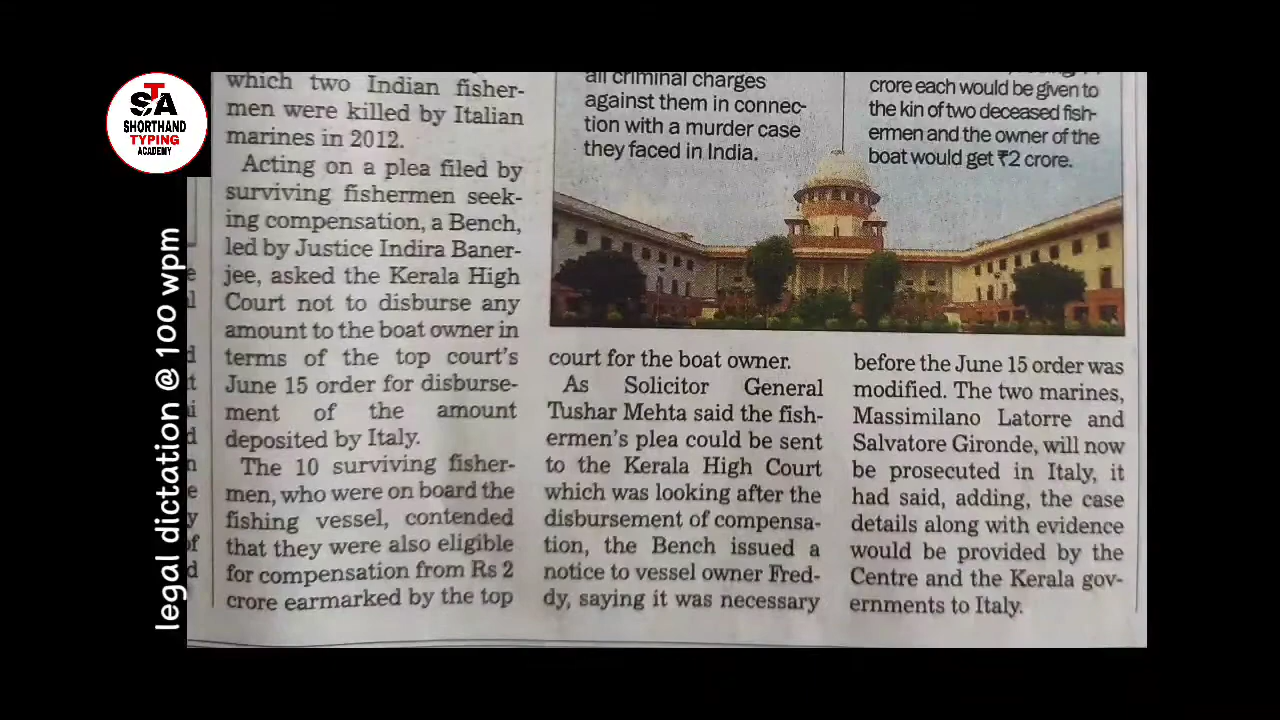 STA
SHORTHAND
TYPING
ACADEMY
legal dictation @ 100 wpm
which two Indian fisher-
men were killed by Italian
marines in 2012.
Acting on a plea filed by
surviving fishermen seek-
ing compensation, a Bench,
led by Justice Indira Baner-
jee, asked the Kerala High
Court not to disburse any
amount to the boat owner in
terms of the top court's
June 15 order for disburse-
ment of the amount
deposited by Italy.
The 10 surviving fisher-
men, who were on board the
fishing vessel, contended
that they were also eligible
for compensation from Rs 2
crore earmarked by the top
all criminal charges
against them in connec-
tion with a murder case
they faced in India.
crore each would be given to
the kin of two deceased fish-
ermen and the owner of the
boat would get ₹2 crore.
court for the boat owner.
As Solicitor General
Tushar Mehta said the fish-
ermen's plea could be sent
to the Kerala High Court
which was looking after the
disbursement of compensa-
tion, the Bench issued a
notice to vessel owner Fred-
dy, saying it was necessary
before the June 15 order was
modified. The two marines,
Massimilano Latorre and
Salvatore Gironde, will now
be prosecuted in Italy, it
had said, adding, the case
details along with evidence
would be provided by the
Centre and the Kerala gov-
ernments to Italy.